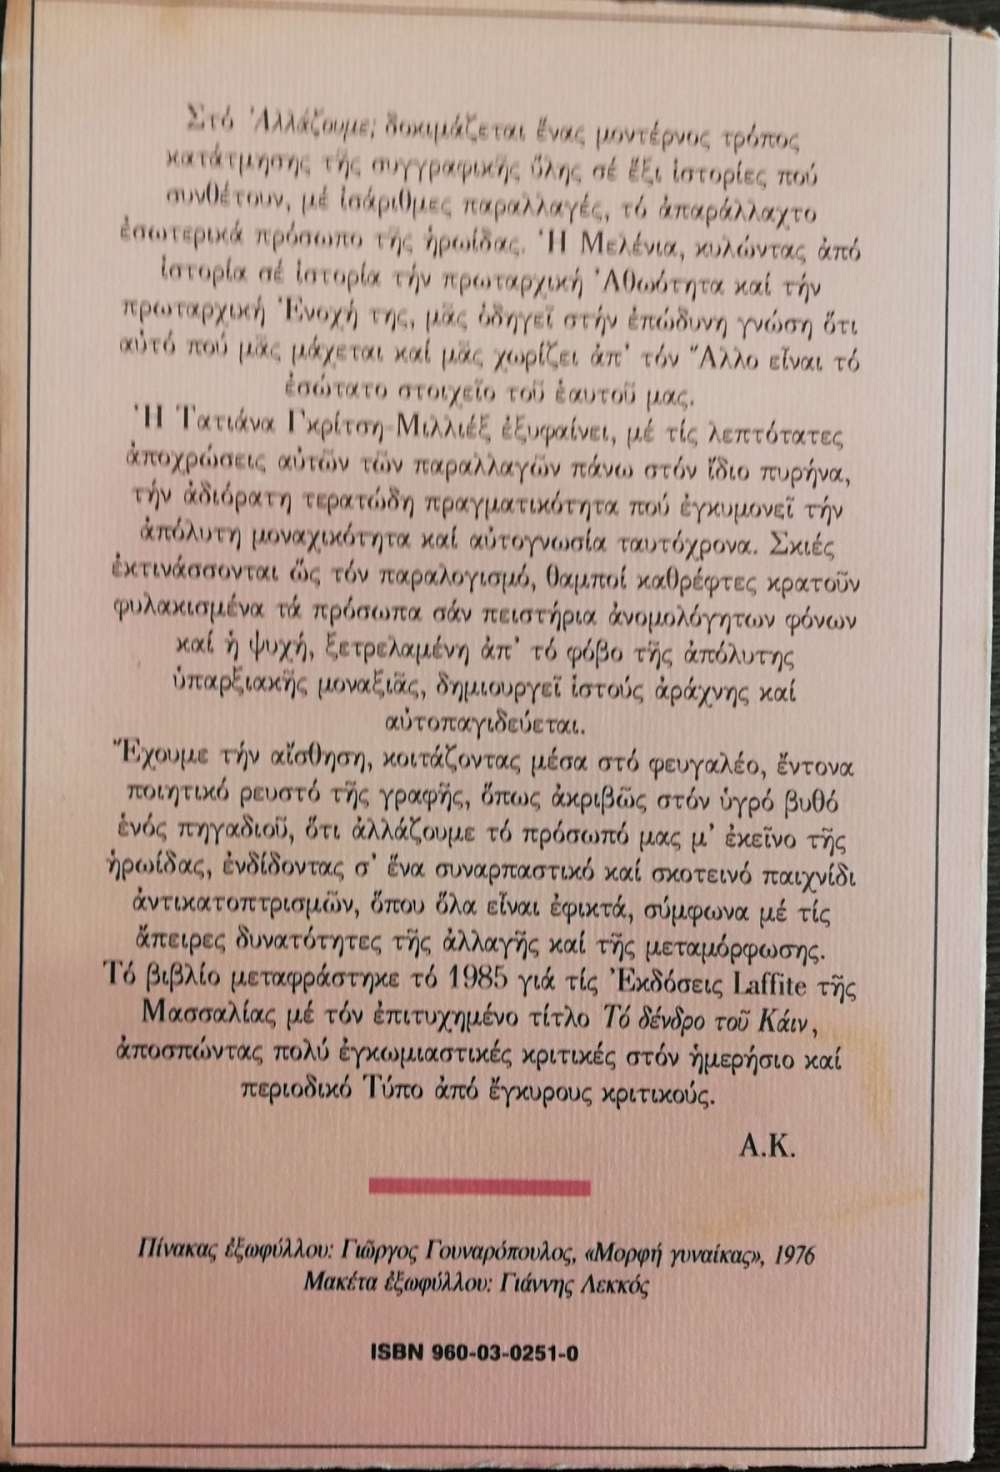 Στό Ἀλλάζουμε; δοκιμάζεται ἕνας μοντέρνος τρόπος
κατάτμησης τῆς συγγραφικῆς ὕλης σέ ἕξι ἱστορίες πού
συνθέτουν, μέ ἰσάριθμες παραλλαγές, τό ἀπαράλλαχτο
ἐσωτερικά πρόσωπο τῆς ἡρωίδας. Ἡ Μελένια, κυλώντας ἀπό
ἱστορία σέ ἱστορία τήν πρωταρχική Ἀθωότητα καί τήν
πρωταρχική Ἐνοχή της, μᾶς ὁδηγεῖ στήν ἐπώδυνη γνώση ὅτι
αὐτό πού μᾶς μάχεται καί μᾶς χωρίζει ἀπ' τόν Ἄλλο εἶναι τό
ἐσώτατο στοιχεῖο τοῦ ἑαυτοῦ μας.
Ἡ Τατιάνα Γκρίτση-Μιλλιέξ ἐξυφαίνει, μέ τίς λεπτότατες
ἀποχρώσεις αὐτῶν τῶν παραλλαγῶν πάνω στόν ἴδιο πυρήνα,
τήν ἀδιόρατη τερατώδη πραγματικότητα πού ἐγκυμονεῖ τήν
ἀπόλυτη μοναχικότητα καί αὐτογνωσία ταυτόχρονα. Σκιές
ἐκτινάσσονται ὥς τόν παραλογισμό, θαμποί καθρέφτες κρατοῦν
φυλακισμένα τά πρόσωπα σάν πειστήρια ἀνομολόγητων φόνων
καί ἡ ψυχή, ξετρελαμένη ἀπ' τό φόβο τῆς ἀπόλυτης
ὑπαρξιακῆς μοναξιᾶς, δημιουργεῖ ἱστούς ἀράχνης καί
αὐτοπαγιδεύεται.
Ἔχουμε τήν αἴσθηση, κοιτάζοντας μέσα στό φευγαλέο, ἔντονα
ποιητικό ρευστό τῆς γραφῆς, ὅπως ἀκριβῶς στόν ὑγρό βυθό
ἑνός πηγαδιοῦ, ὅτι ἀλλάζουμε τό πρόσωπό μας μ' ἐκεῖνο τῆς
ἡρωίδας, ἐνδίδοντας σ' ἕνα συναρπαστικό καί σκοτεινό παιχνίδι
ἀντικατοπτρισμῶν, ὅπου ὅλα εἶναι ἐφικτά, σύμφωνα μέ τίς
ἄπειρες δυνατότητες τῆς ἀλλαγῆς καί τῆς μεταμόρφωσης.
Τό βιβλίο μεταφράστηκε τό 1985 γιά τίς Ἐκδόσεις Laffite τῆς
Μασσαλίας μέ τόν ἐπιτυχημένο τίτλο Τό δένδρο τοῦ Κάιν,
ἀποσπώντας πολύ ἐγκωμιαστικές κριτικές στόν ἡμερήσιο καί
περιοδικό Τύπο ἀπό ἔγκυρους κριτικούς.
Α.Κ.
Πίνακας ἐξωφύλλου: Γιῶργος Γουναρόπουλος, «Μορφή γυναίκας», 1976
Μακέτα ἐξωφύλλου: Γιάννης Λεκκός
ISBN 960-03-0251-0